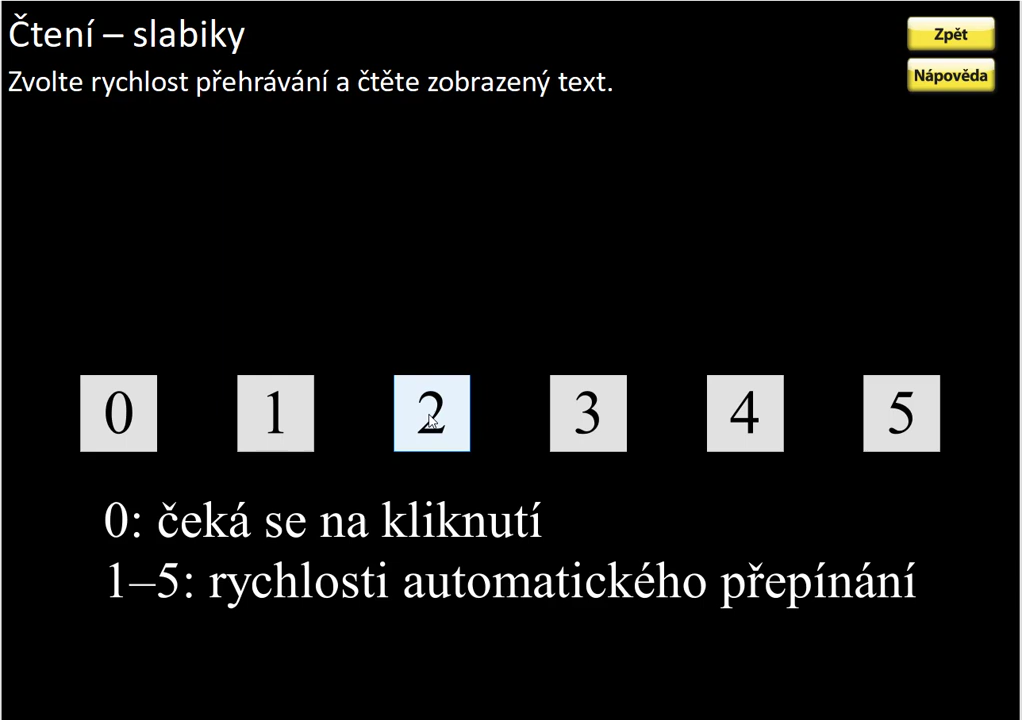 Čtení – slabiky
Zpět
Zvolte rychlost přehrávání a čtěte zobrazený text.
Nápověda
0 1 2 3 4 5
0: čeká se na kliknutí
1–5: rychlosti automatického přepínání